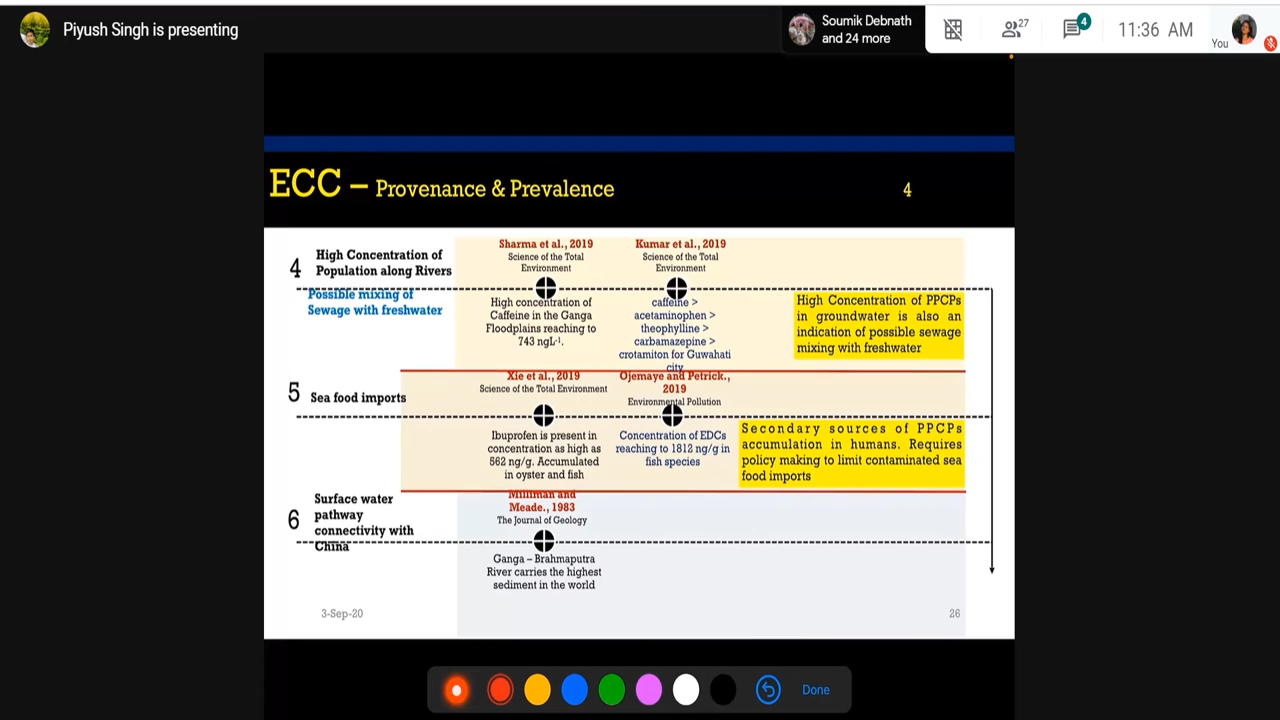 Piyush Singh is presenting
Soumik Debnath
and 24 more
27
4
11:36 AM
You
ECC – Provenance & Prevalence
4
4
High Concentration of
Population along Rivers
Possible mixing of
Sewage with freshwater
Sharma et al., 2019
Science of the Total
Environment
High concentration of
Caffeine in the Ganga
Floodplains reaching to
743 ngL-1.
Kumar et al., 2019
Science of the Total
Environment
caffeine >
acetaminophen >
theophylline >
carbamazepine >
crotamiton for Guwahati
city
High Concentration of PPCPs
in groundwater is also an
indication of possible sewage
mixing with freshwater
5
Sea food imports
Xie et al., 2019
Science of the Total Environment
Ibuprofen is present in
concentration as high as
562 ng/g. Accumulated
in oyster and fish
Ojemaye and Petrick.,
2019
Environmental Pollution
Concentration of EDCs
reaching to 1812 ng/g in
fish species
Secondary sources of PPCPs
accumulation in humans. Requires
policy making to limit contaminated sea
food imports
6
Surface water
pathway
connectivity with
China
Milliman and
Meade., 1983
The Journal of Geology
Ganga – Brahmaputra
River carries the highest
sediment in the world
3-Sep-20
26
Done